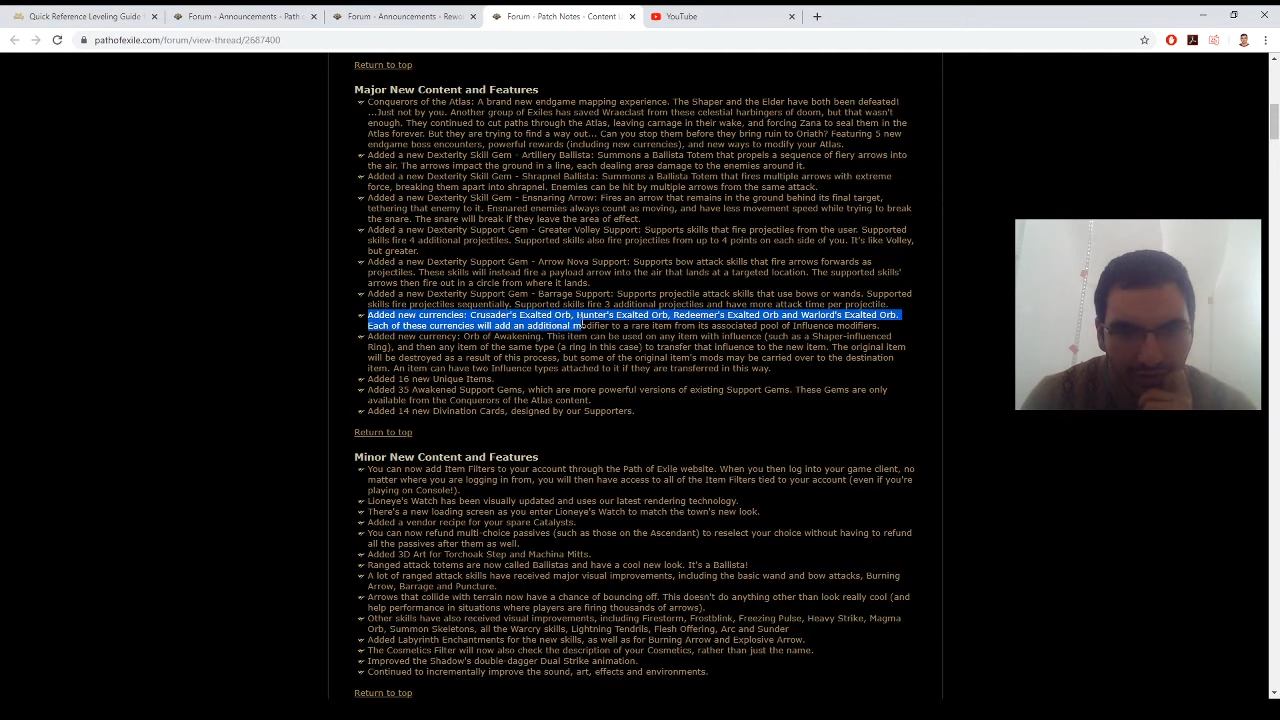 Quick Reference Leveling Guide
Forum - Announcements - Path o
Forum - Announcements - Rewo
Forum - Patch Notes - Content U
YouTube
pathofexile.com/forum/view-thread/2687400
Return to top
Major New Content and Features
Conquerors of the Atlas: A brand new endgame mapping experience. The Shaper and the Elder have both been defeated!
...Just not by you. Another group of Exiles has saved Wraeclast from these celestial harbingers of doom, but that wasn't
enough. They continued to cut paths through the Atlas, leaving carnage in their wake, and forcing Zana to seal them in the
Atlas forever. But they are trying to find a way out... Can you stop them before they bring ruin to Oriath? Featuring 5 new
endgame boss encounters, powerful rewards (including new currencies), and new ways to modify your Atlas.
Added a new Dexterity Skill Gem - Artillery Ballista: Summons a Ballista Totem that propels a sequence of fiery arrows into
the air. The arrows impact the ground in a line, each dealing area damage to the enemies around it.
Added a new Dexterity Skill Gem - Shrapnel Ballista: Summons a Ballista Totem that fires multiple arrows with extreme
force, breaking them apart into shrapnel. Enemies can be hit by multiple arrows from the same attack.
Added a new Dexterity Skill Gem - Ensnaring Arrow: Fires an arrow that remains in the ground behind its final target,
tethering that enemy to it. Ensnared enemies always count as moving, and have less movement speed while trying to break
the snare. The snare will break if they leave the area of effect.
Added a new Dexterity Support Gem - Greater Volley Support: Supports skills that fire projectiles from the user. Supported
skills fire 4 additional projectiles. Supported skills also fire projectiles from up to 4 points on each side of you. It's like Volley,
but greater.
Added a new Dexterity Support Gem - Arrow Nova Support: Supports bow attack skills that fire arrows forwards as
projectiles. These skills will instead fire a payload arrow into the air that lands at a targeted location. The supported skills'
arrows then fire out in a circle from where it lands.
Added a new Dexterity Support Gem - Barrage Support: Supports projectile attack skills that use bows or wands. Supported
skills fire projectiles sequentially. Supported skills fire 3 additional projectiles and have more attack time per projectile.
Added new currencies: Crusader's Exalted Orb, Hunter's Exalted Orb, Redeemer's Exalted Orb and Warlord's Exalted Orb.
Each of these currencies will add an additional modifier to a rare item from its associated pool of Influence modifiers.
Added new currency: Orb of Awakening. This item can be used on any item with influence (such as a Shaper-influenced
Ring), and then any item of the same type (a ring in this case) to transfer that influence to the new item. The original item
will be destroyed as a result of this process, but some of the original item's mods may be carried over to the destination
item. An item can have two Influence types attached to it if they are transferred in this way.
Added 16 new Unique Items.
Added 35 Awakened Support Gems, which are more powerful versions of existing Support Gems. These Gems are only
available from the Conquerors of the Atlas content.
Added 14 new Divination Cards, designed by our Supporters.
Return to top
Minor New Content and Features
You can now add Item Filters to your account through the Path of Exile website. When you then log into your game client, no
matter where you are logging in from, you will then have access to all of the Item Filters tied to your account (even if you're
playing on Console!).
Lioneye's Watch has been visually updated and uses our latest rendering technology.
There's a new loading screen as you enter Lioneye's Watch to match the town's new look.
Added a vendor recipe for your spare Catalysts.
You can now refund multi-choice passives (such as those on the Ascendant) to reselect your choice without having to refund
all the passives after them as well.
Added 3D Art for Torchoak Step and Machina Mitts.
Ranged attack totems are now called Ballistas and have a cool new look. It's a Ballista!
A lot of ranged attack skills have received major visual improvements, including the basic wand and bow attacks, Burning
Arrow, Barrage and Puncture.
Arrows that collide with terrain now have a chance of bouncing off. This doesn't do anything other than look really cool (and
help performance in situations where players are firing thousands of arrows).
Other skills have also received visual improvements, including Firestorm, Frostblink, Freezing Pulse, Heavy Strike, Magma
Orb, Summon Skeletons, all the Warcry skills, Lightning Tendrils, Flesh Offering, Arc and Sunder
Added Labyrinth Enchantments for the new skills, as well as for Burning Arrow and Explosive Arrow.
The Cosmetics Filter will now also check the description of your Cosmetics, rather than just the name.
Improved the Shadow's double-dagger Dual Strike animation.
Continued to incrementally improve the sound, art, effects and environments.
Return to top